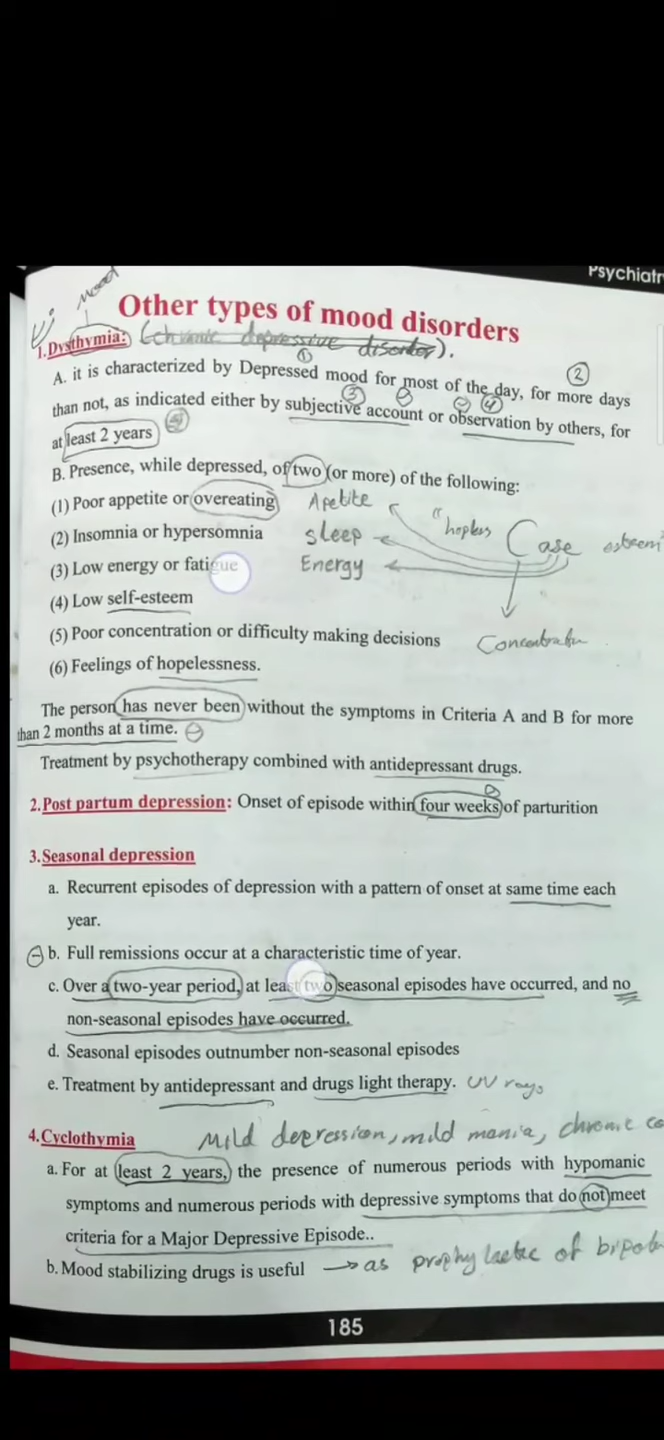 Psychiatr
mood
Other types of mood disorders
1.Dysthymia: (chronic depressive disorder).
A. it is characterized by Depressed mood for most of the day, for more days
① ② ③ ④
than not, as indicated either by subjective account or observation by others, for
at least 2 years
B. Presence, while depressed, of two (or more) of the following:
(1) Poor appetite or overeating Apetite
(2) Insomnia or hypersomnia sleep "hopless Case esteem
(3) Low energy or fatigue Energy
(4) Low self-esteem
(5) Poor concentration or difficulty making decisions Concentration
(6) Feelings of hopelessness.
The person has never been without the symptoms in Criteria A and B for more
than 2 months at a time.
Treatment by psychotherapy combined with antidepressant drugs.
2.Post partum depression: Onset of episode within four weeks of parturition
3.Seasonal depression
a. Recurrent episodes of depression with a pattern of onset at same time each
year.
b. Full remissions occur at a characteristic time of year.
c. Over a two-year period, at least two seasonal episodes have occurred, and no
non-seasonal episodes have occurred.
d. Seasonal episodes outnumber non-seasonal episodes
e. Treatment by antidepressant and drugs light therapy. UV rays
4.Cyclothymia Mild depression, mild mania, chronic co
a. For at least 2 years, the presence of numerous periods with hypomanic
symptoms and numerous periods with depressive symptoms that do not meet
criteria for a Major Depressive Episode..
b. Mood stabilizing drugs is useful → as prophylactic of bipola
185